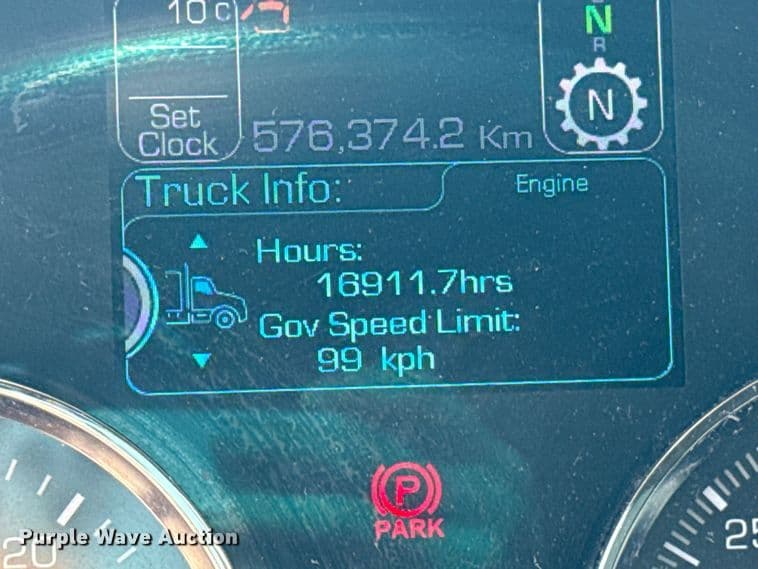 10 C
N
R
N
Set
Clock
576,374.2 Km
Truck Info:
Engine
Hours:
16911.7hrs
Gov Speed Limit:
99 kph
P
PARK
Purple Wave Auction
20